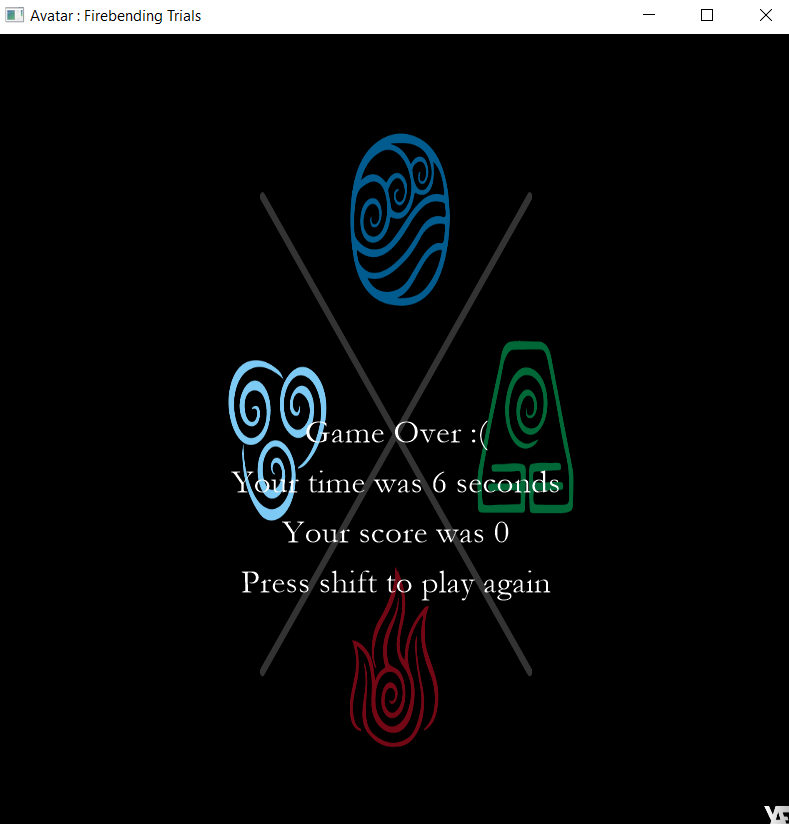 Avatar : Firebending Trials
Game Over :(
Your time was 6 seconds
Your score was 0
Press shift to play again